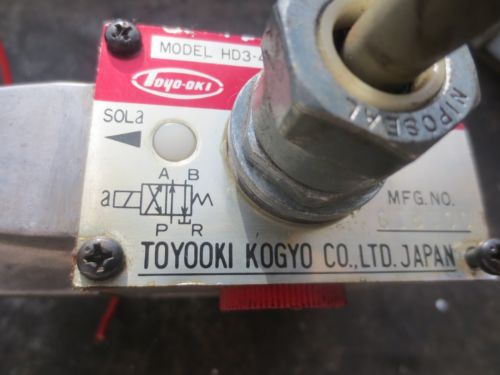 MODEL HD3-
TOYO-OKI
SOLa
NIPOSEAL
A B
a
P R
MFG. NO.
TOYOOKI KOGYO CO.,LTD. JAPAN